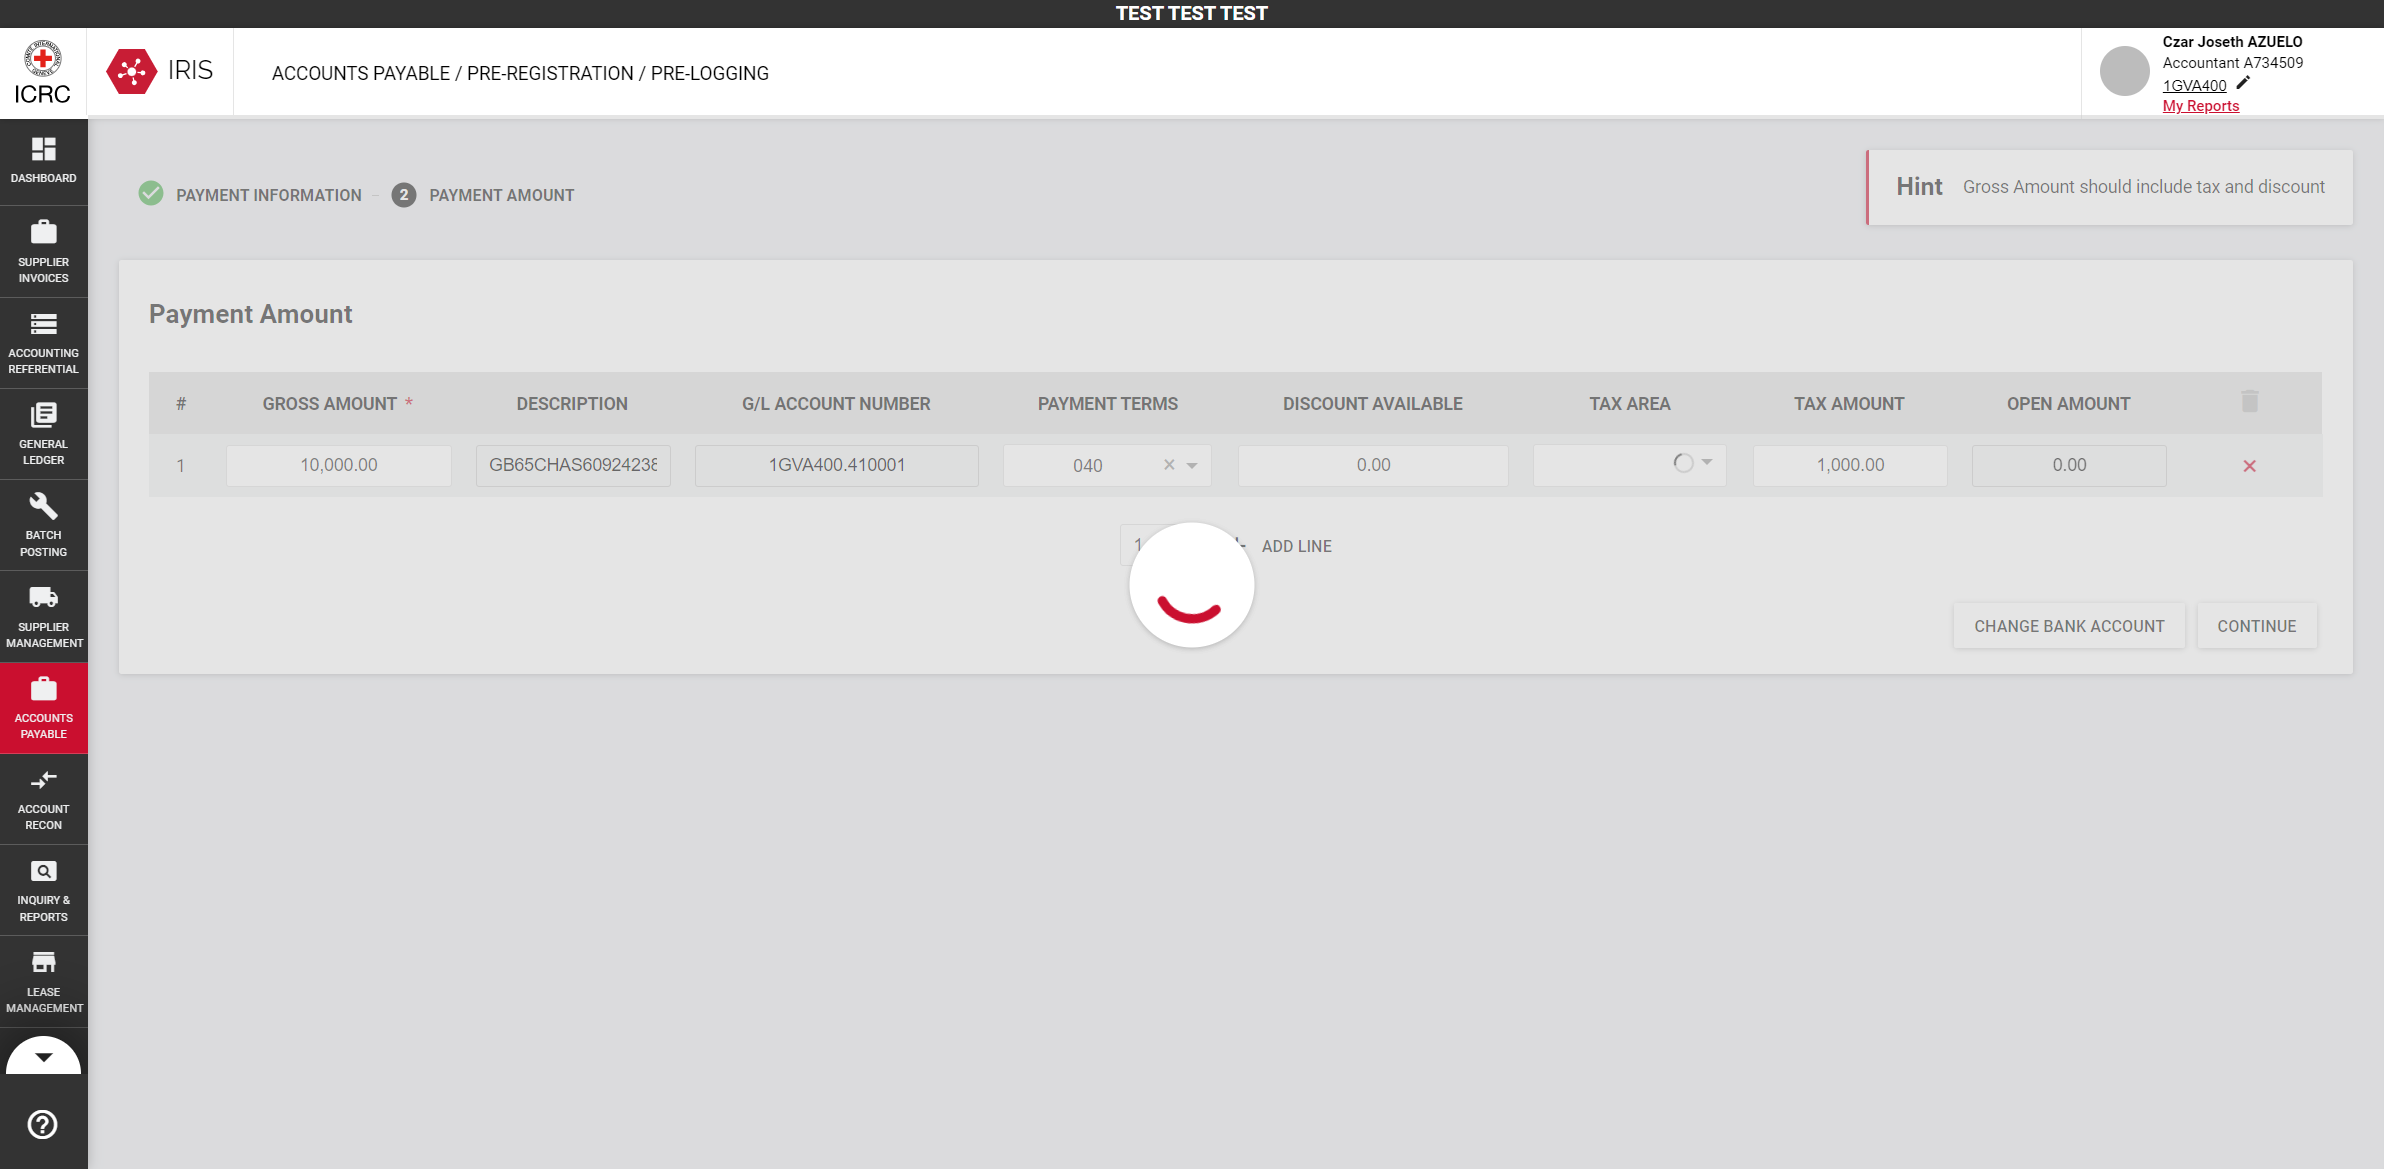 TEST TEST TEST
COMITE INTERNATIONAL GENEVE
ICRC
IRIS
ACCOUNTS PAYABLE / PRE-REGISTRATION / PRE-LOGGING
Czar Joseth AZUELO
Accountant A734509
1GVA400
My Reports
DASHBOARD
SUPPLIER
INVOICES
ACCOUNTING
REFERENTIAL
GENERAL
LEDGER
BATCH
POSTING
SUPPLIER
MANAGEMENT
ACCOUNTS
PAYABLE
ACCOUNT
RECON
INQUIRY &
REPORTS
LEASE
MANAGEMENT
PAYMENT INFORMATION
2 PAYMENT AMOUNT
Hint Gross Amount should include tax and discount
Payment Amount
# GROSS AMOUNT * DESCRIPTION G/L ACCOUNT NUMBER PAYMENT TERMS DISCOUNT AVAILABLE TAX AREA TAX AMOUNT OPEN AMOUNT
1 10,000.00 GB65CHAS60924238 1GVA400.410001 040 0.00 1,000.00 0.00
1 ADD LINE
CHANGE BANK ACCOUNT CONTINUE